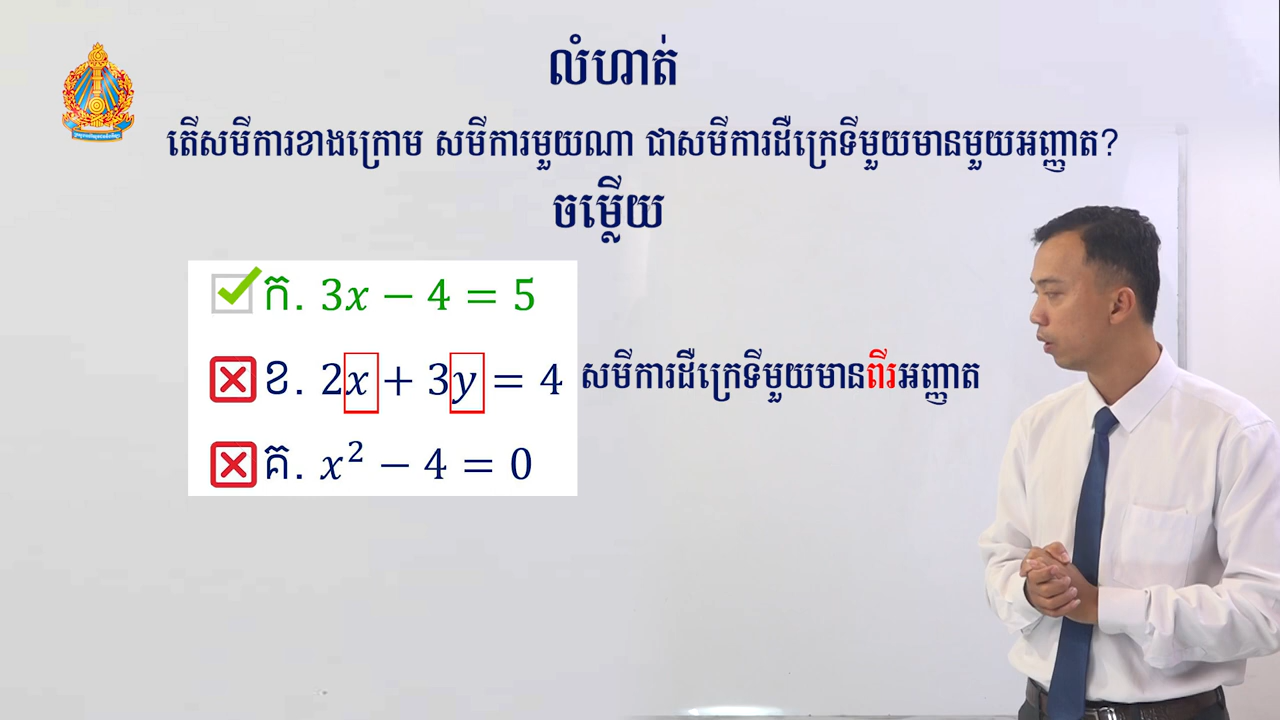 លំហាត់
តើសមីការខាងក្រោម សមីការមួយណា ជាសមីការដឺក្រេទីមួយមានមួយអញ្ញាត?
ចម្លើយ
ក. 3x − 4 = 5
ខ. 2x + 3y = 4 សមីការដឺក្រេទីមួយមានពីរអញ្ញាត
គ. x² − 4 = 0